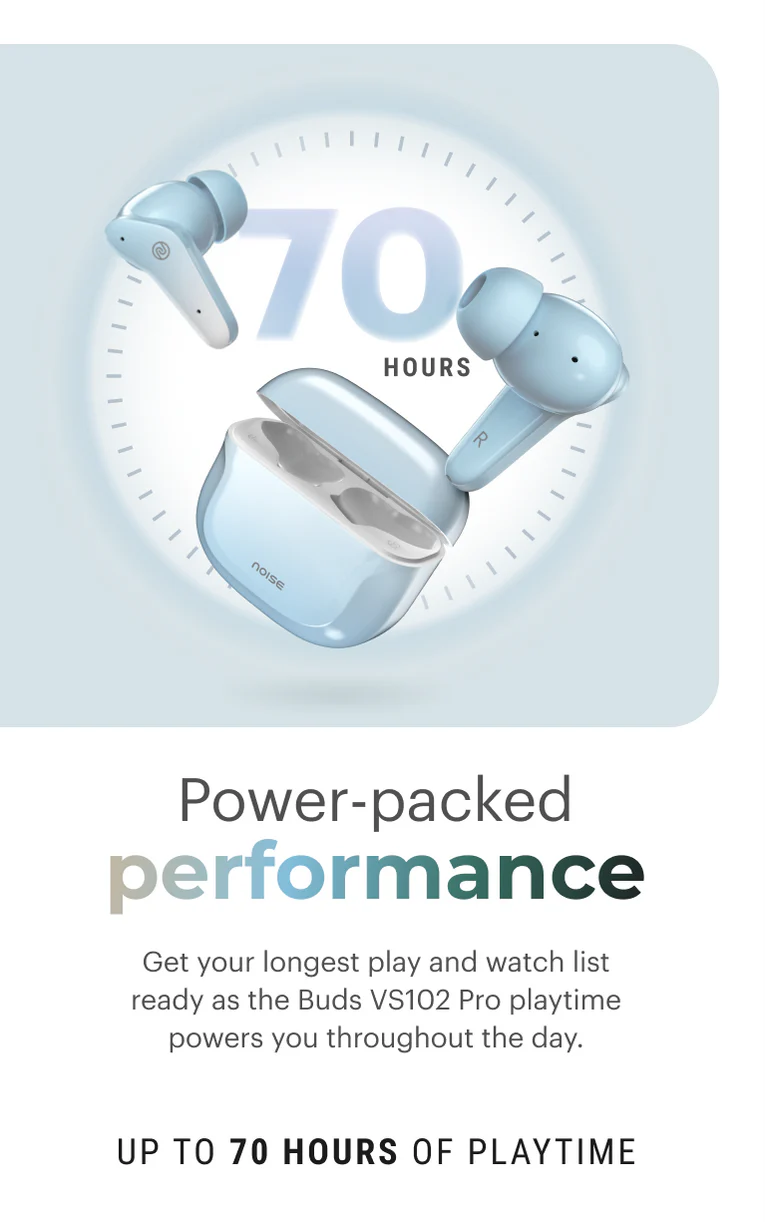 70
HOURS
R
NOISE
Power-packed
performance
Get your longest play and watch list
ready as the Buds VS102 Pro playtime
powers you throughout the day.
UP TO 70 HOURS OF PLAYTIME